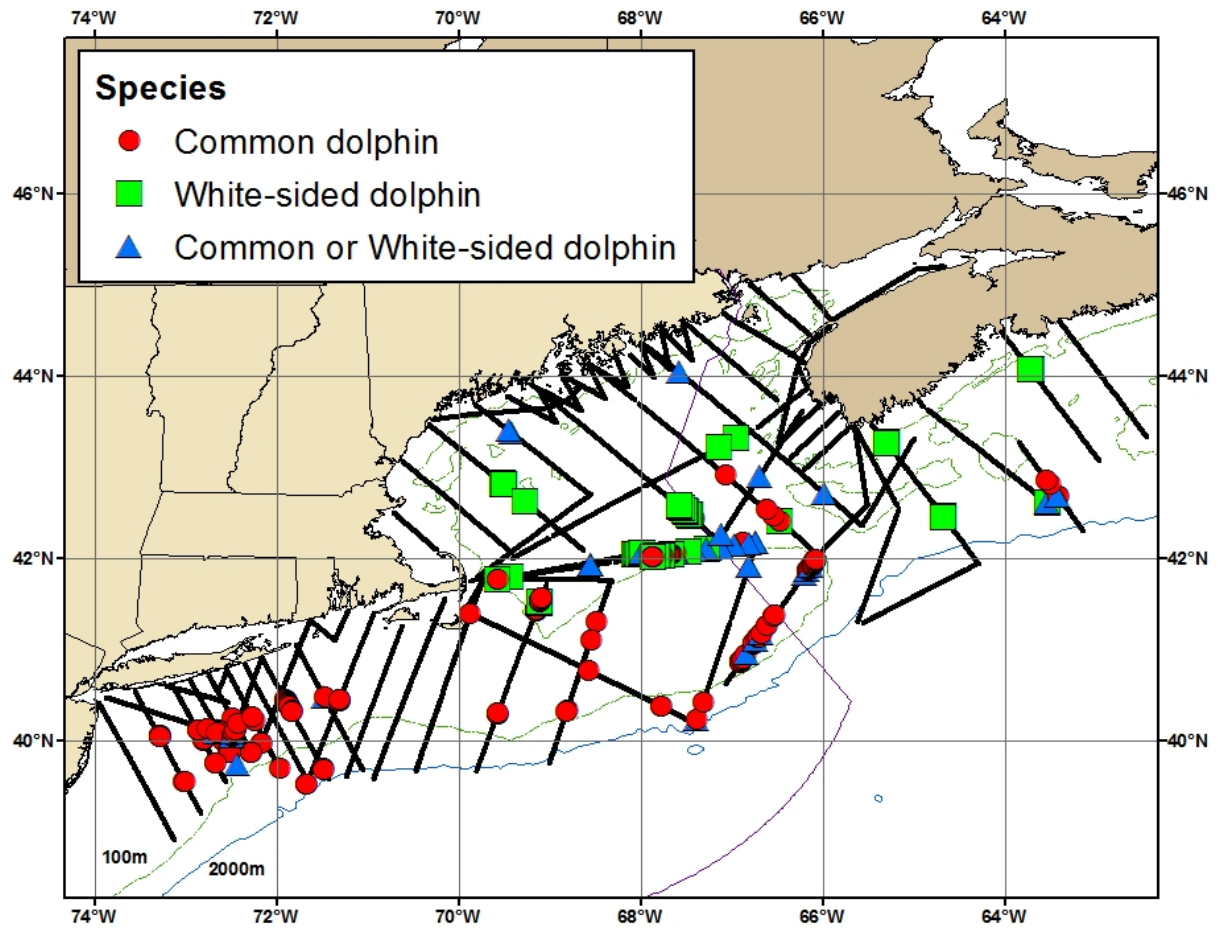 74°W 72°W 70°W 68°W 66°W 64°W
Species
Common dolphin
White-sided dolphin
Common or White-sided dolphin
46°N 46°N
44°N 44°N
42°N 42°N
40°N 40°N
100m
2000m
74°W 72°W 70°W 68°W 66°W 64°W